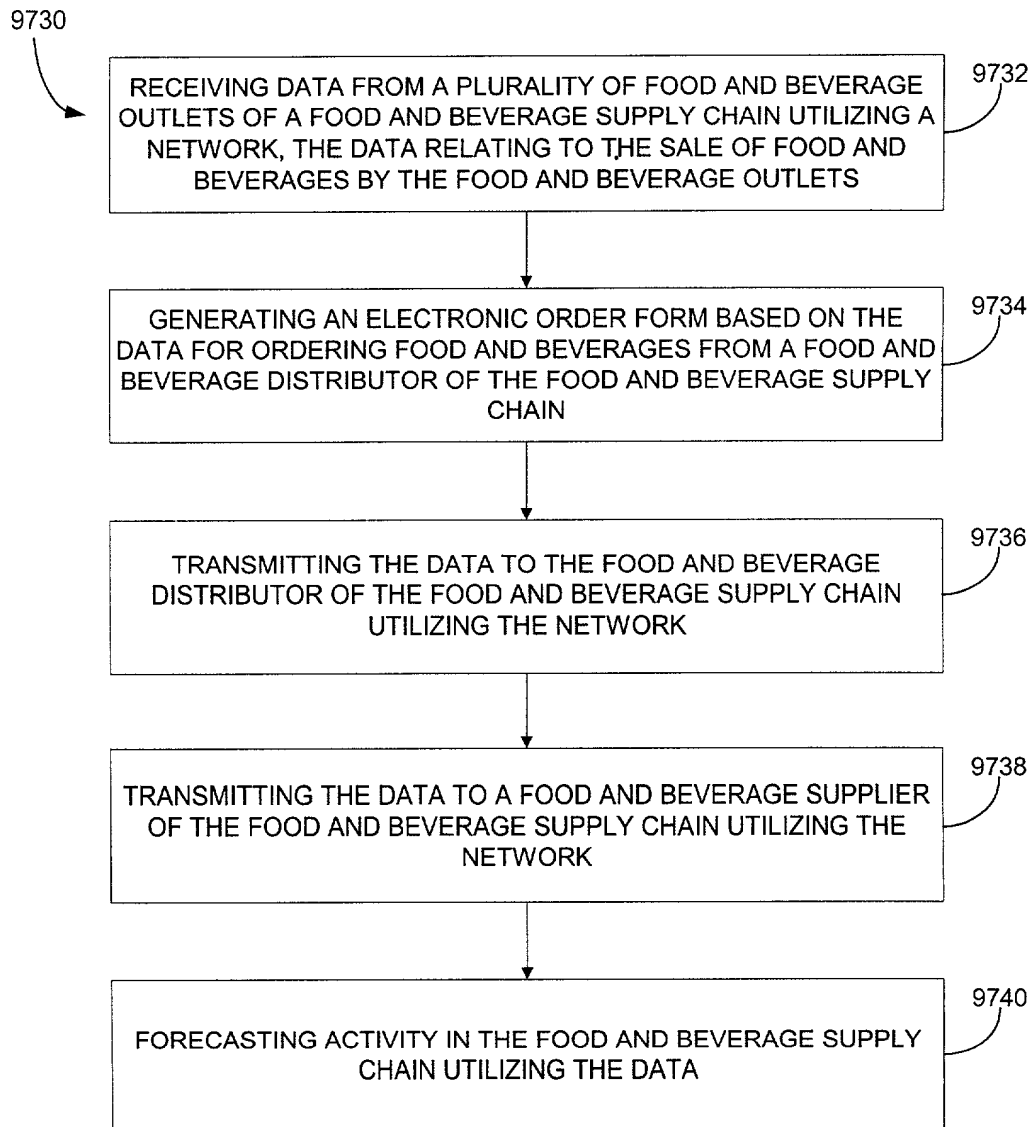 9730
RECEIVING DATA FROM A PLURALITY OF FOOD AND BEVERAGE
OUTLETS OF A FOOD AND BEVERAGE SUPPLY CHAIN UTILIZING A
NETWORK, THE DATA RELATING TO THE SALE OF FOOD AND
BEVERAGES BY THE FOOD AND BEVERAGE OUTLETS
9732
GENERATING AN ELECTRONIC ORDER FORM BASED ON THE
DATA FOR ORDERING FOOD AND BEVERAGES FROM A FOOD AND
BEVERAGE DISTRIBUTOR OF THE FOOD AND BEVERAGE SUPPLY
CHAIN
9734
TRANSMITTING THE DATA TO THE FOOD AND BEVERAGE
DISTRIBUTOR OF THE FOOD AND BEVERAGE SUPPLY CHAIN
UTILIZING THE NETWORK
9736
TRANSMITTING THE DATA TO A FOOD AND BEVERAGE SUPPLIER
OF THE FOOD AND BEVERAGE SUPPLY CHAIN UTILIZING THE
NETWORK
9738
FORECASTING ACTIVITY IN THE FOOD AND BEVERAGE SUPPLY
CHAIN UTILIZING THE DATA
9740